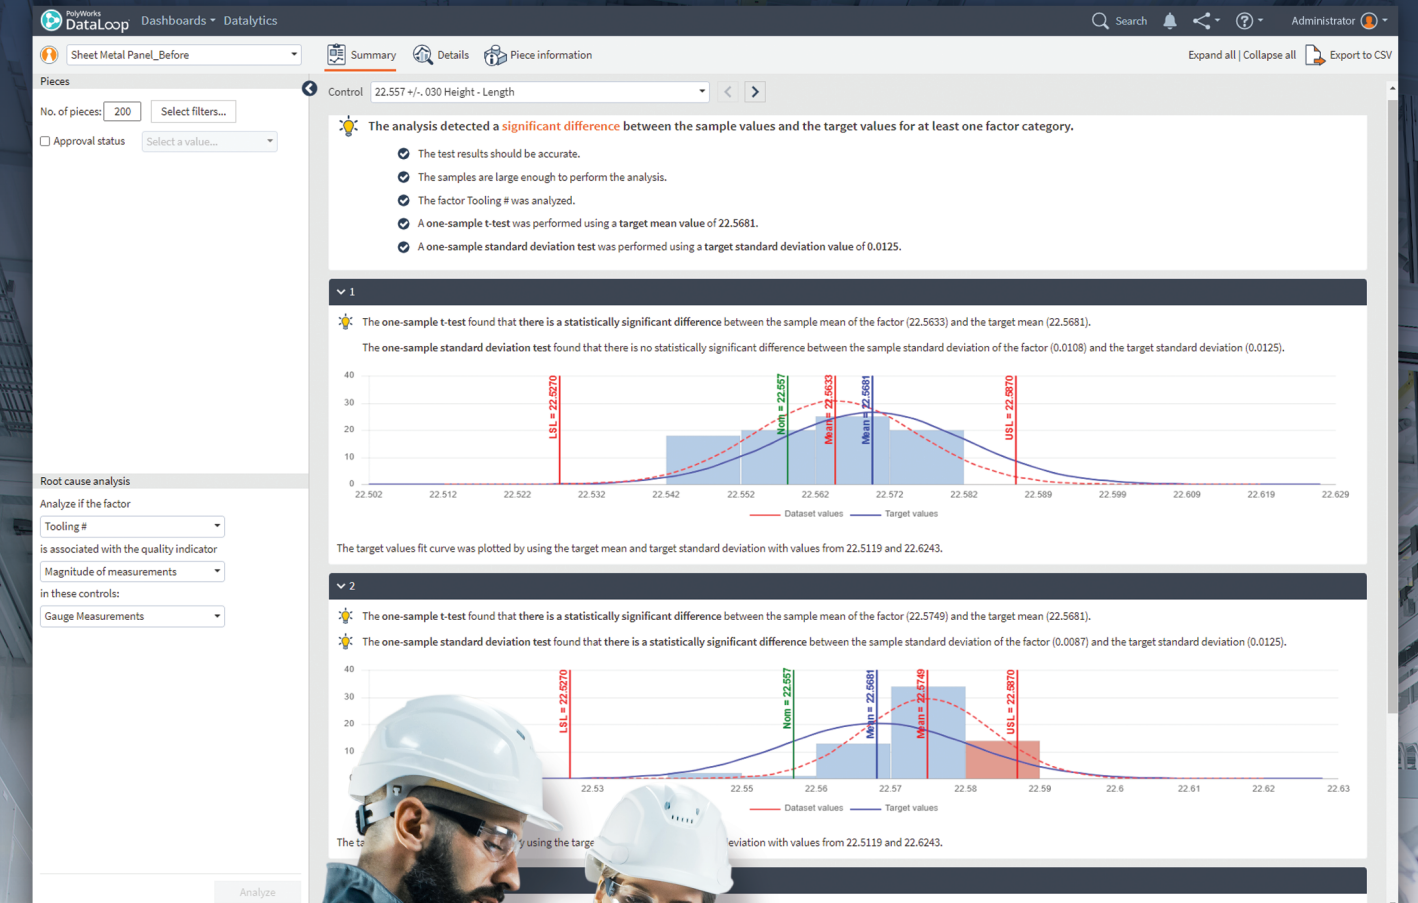 PolyWorks
DataLoop
Dashboards
Datalytics
Search
Administrator
Sheet Metal Panel_Before
Summary
Details
Piece information
Expand all | Collapse all
Export to CSV
Pieces
No. of pieces: 200 Select filters...
Approval status Select a value...
Control 22.557 +/-. 030 Height - Length
The analysis detected a significant difference between the sample values and the target values for at least one factor category.
The test results should be accurate.
The samples are large enough to perform the analysis.
The factor Tooling # was analyzed.
A one-sample t-test was performed using a target mean value of 22.5681.
A one-sample standard deviation test was performed using a target standard deviation value of 0.0125.
1
The one-sample t-test found that there is a statistically significant difference between the sample mean of the factor (22.5633) and the target mean (22.5681).
The one-sample standard deviation test found that there is no statistically significant difference between the sample standard deviation of the factor (0.0108) and the target standard deviation (0.0125).
40
30
20
10
0
LSL = 22.5270
Nom = 22.557
Mean = 22.5633
Mean = 22.5681
USL = 22.5870
22.502 22.512 22.522 22.532 22.542 22.552 22.562 22.572 22.582 22.589 22.599 22.609 22.619 22.629
Dataset values Target values
The target values fit curve was plotted by using the target mean and target standard deviation with values from 22.5119 and 22.6243.
Root cause analysis
Analyze if the factor
Tooling #
is associated with the quality indicator
Magnitude of measurements
in these controls:
Gauge Measurements
Analyze
2
The one-sample t-test found that there is a statistically significant difference between the sample mean of the factor (22.5749) and the target mean (22.5681).
The one-sample standard deviation test found that there is a statistically significant difference between the sample standard deviation of the factor (0.0087) and the target standard deviation (0.0125).
40
30
20
10
LSL = 22.5270
Nom = 22.557
Mean = 22.5681
Mean = 22.5749
USL = 22.5870
22.53 22.55 22.56 22.57 22.58 22.59 22.6 22.61 22.62 22.63
Dataset values Target values
The using the deviation with values from 22.5119 and 22.6243.